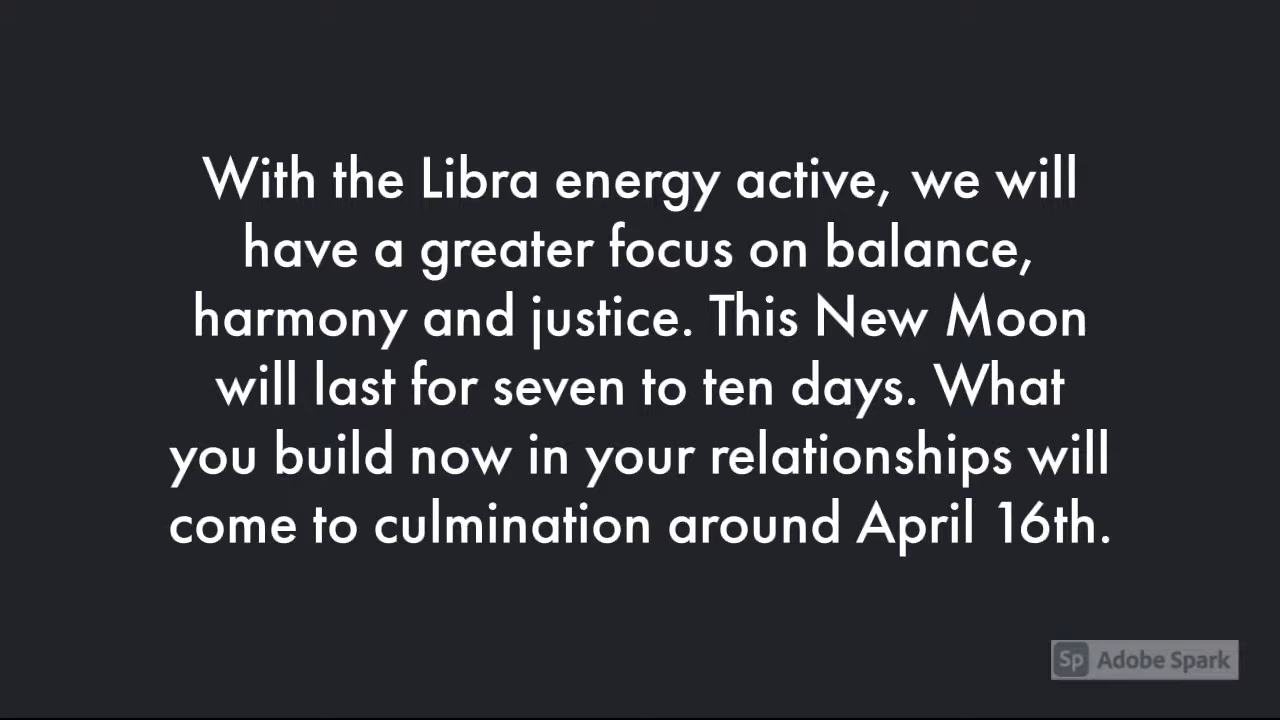 With the Libra energy active, we will
have a greater focus on balance,
harmony and justice. This New Moon
will last for seven to ten days. What
you build now in your relationships will
come to culmination around April 16th.
Sp Adobe Spark